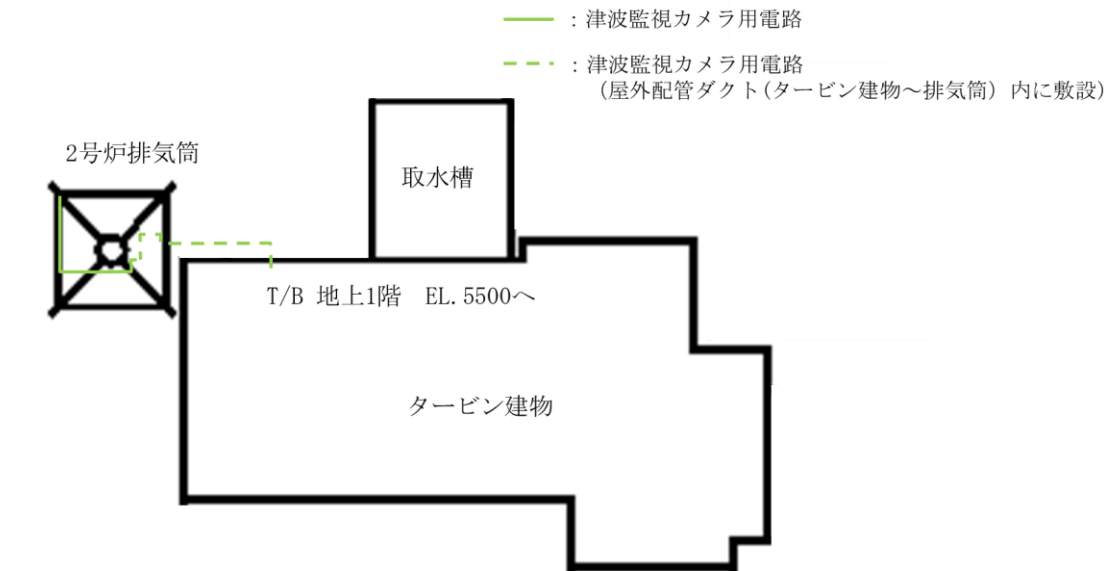 ：津波監視カメラ用電路
：津波監視カメラ用電路
（屋外配管ダクト(タービン建物～排気筒) 内に敷設)
2号炉排気筒
取水槽
T/B 地上1階　EL.5500へ
タービン建物